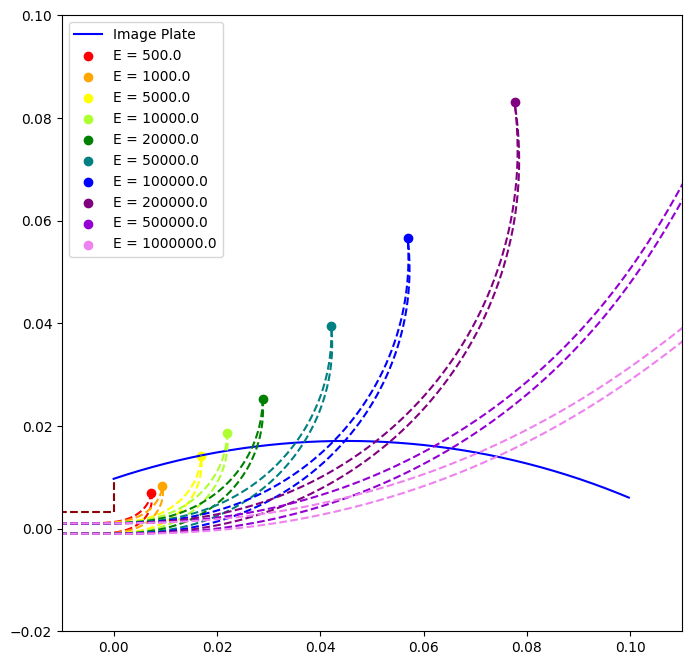 0.10
0.08
0.06
0.04
0.02
0.00
−0.02
Image Plate
E = 500.0
E = 1000.0
E = 5000.0
E = 10000.0
E = 20000.0
E = 50000.0
E = 100000.0
E = 200000.0
E = 500000.0
E = 1000000.0
0.00 0.02 0.04 0.06 0.08 0.10